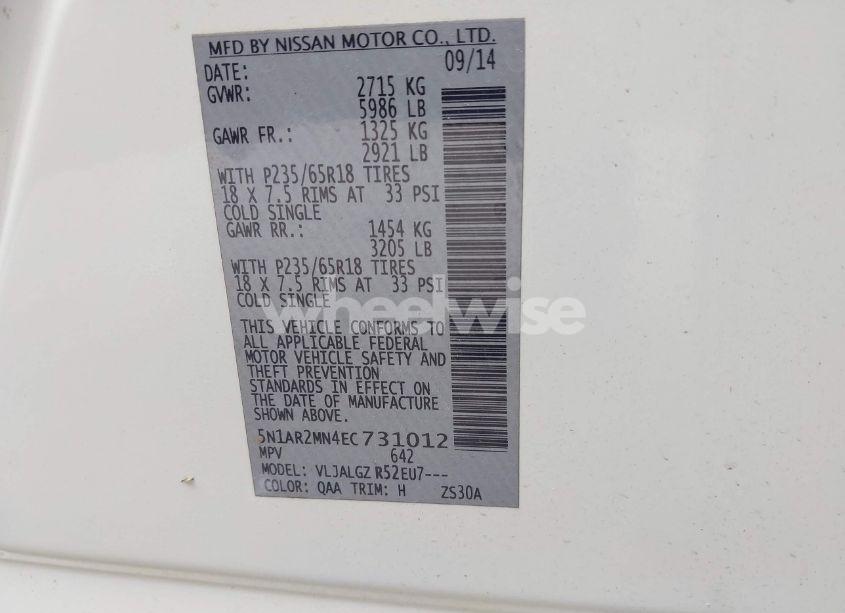 MFD BY NISSAN MOTOR CO., LTD.
DATE: 09/14
GVWR: 2715 KG
5986 LB
GAWR FR.: 1325 KG
2921 LB
WITH P235/65R18 TIRES
18 X 7.5 RIMS AT 33 PSI
COLD SINGLE
GAWR RR.: 1454 KG
3205 LB
WITH P235/65R18 TIRES
18 X 7.5 RIMS AT 33 PSI
COLD SINGLE
wheelwise
THIS VEHICLE CONFORMS TO
ALL APPLICABLE FEDERAL
MOTOR VEHICLE SAFETY AND
THEFT PREVENTION
STANDARDS IN EFFECT ON
THE DATE OF MANUFACTURE
SHOWN ABOVE.
5N1AR2MN4EC731012
MPV 642
MODEL: VLJALGZ R52EU7---
COLOR: QAA TRIM: H ZS30A